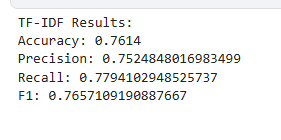 TF-IDF Results:
Accuracy: 0.7614
Precision: 0.7524848016983499
Recall: 0.7794102948525737
F1: 0.7657109190887667